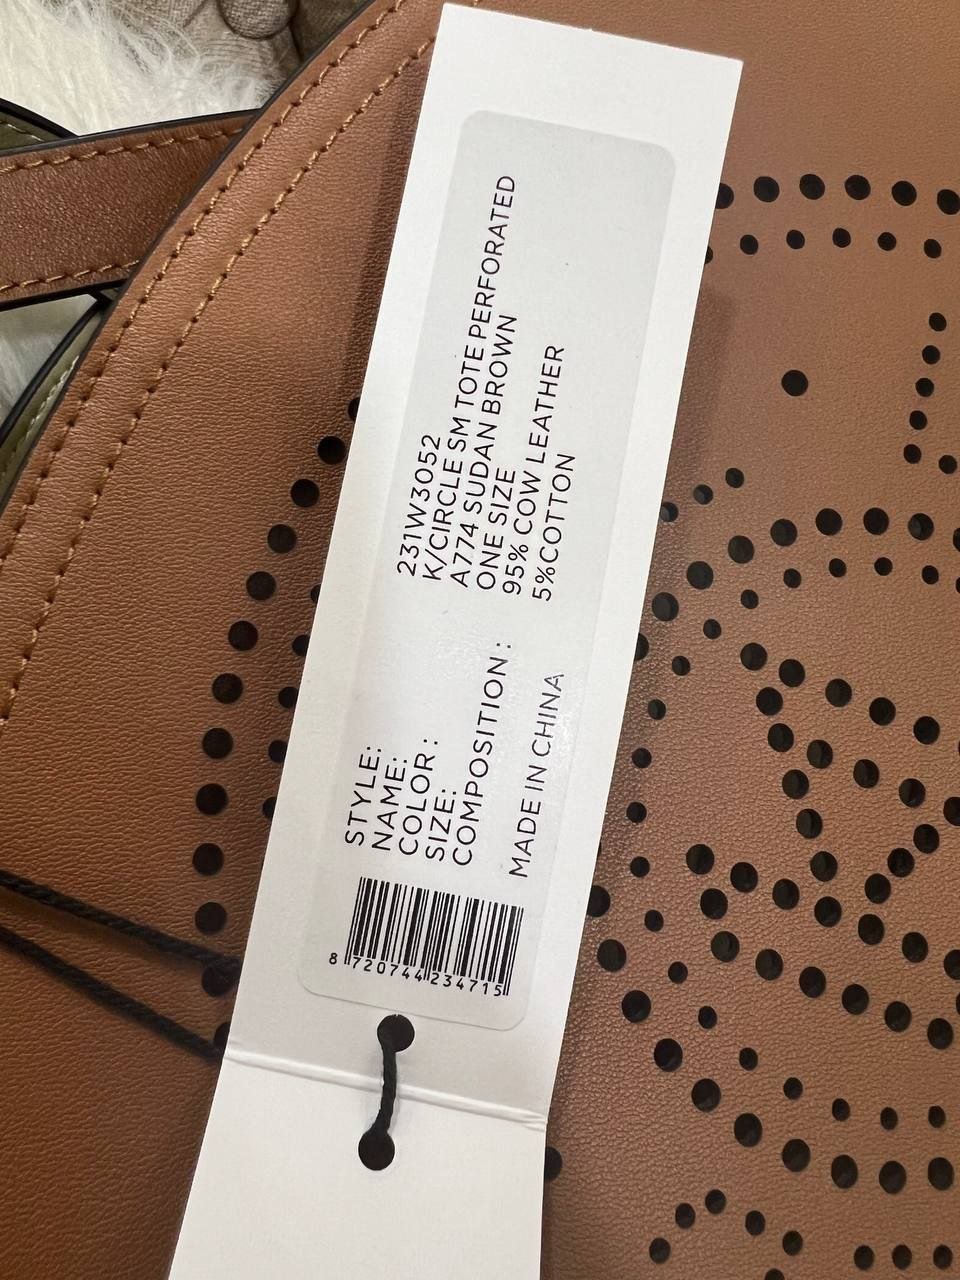 STYLE: 231W3052
NAME: K/CIRCLE SM TOTE PERFORATED
COLOR: A774 SUDAN BROWN
SIZE: ONE SIZE
COMPOSITION: 95% COW LEATHER
5%COTTON
MADE IN CHINA
8 720744 234715